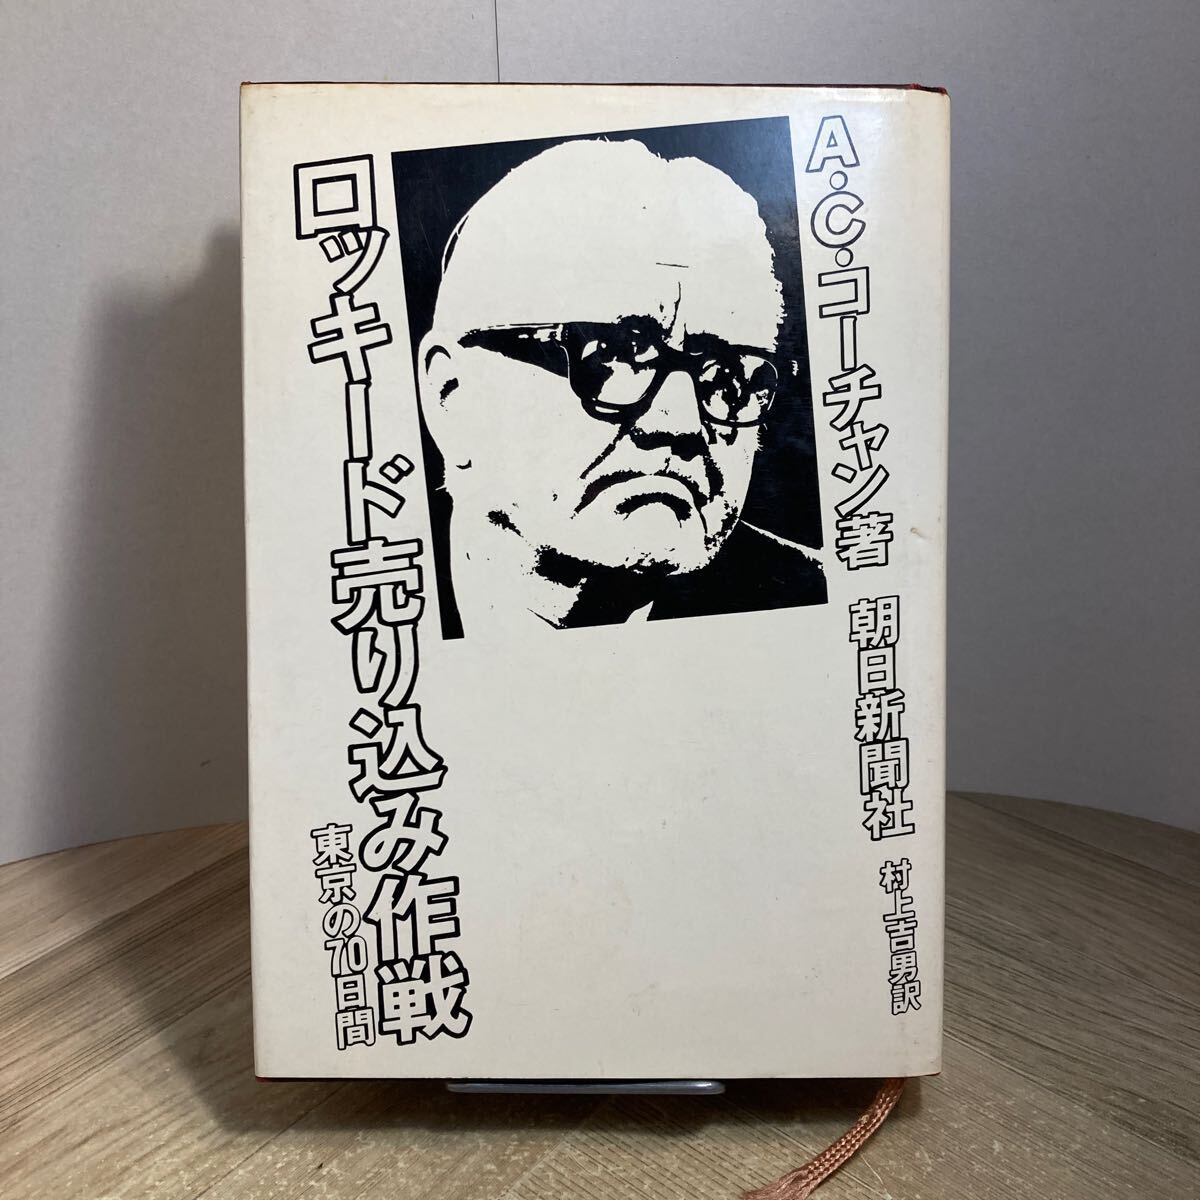 A・C・コーチャン著
朝日新聞社
村上吉男訳
ロッキード売り込み作戦
東京の70日間